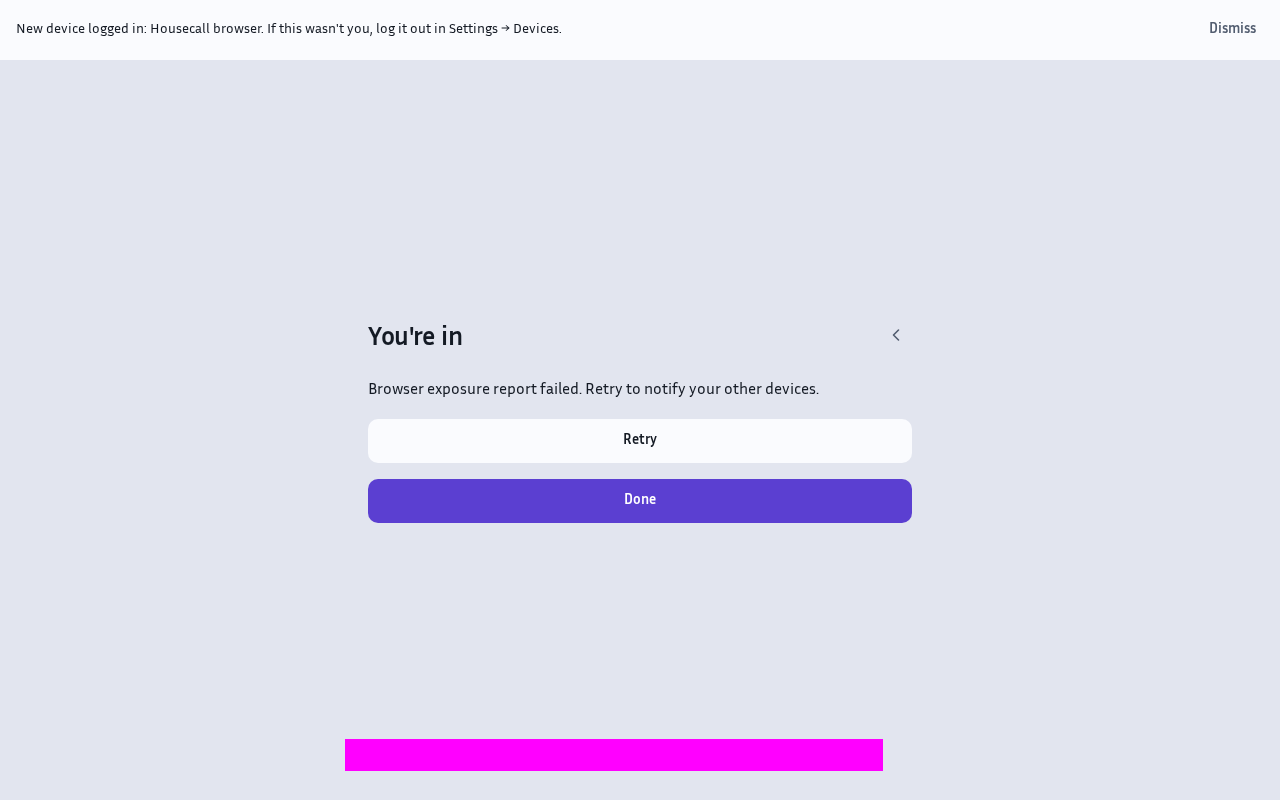 New device logged in: Housecall browser. If this wasn't you, log it out in Settings → Devices.
Dismiss
You're in
Browser exposure report failed. Retry to notify your other devices.
Retry
Done